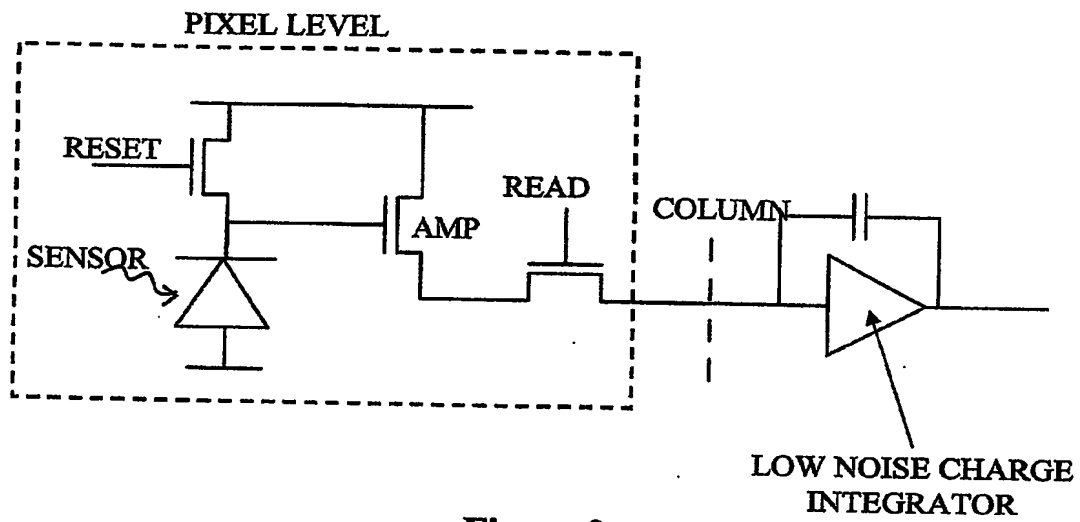 PIXEL LEVEL
RESET
READ
COLUMN
AMP
SENSOR
LOW NOISE CHARGE
INTEGRATOR